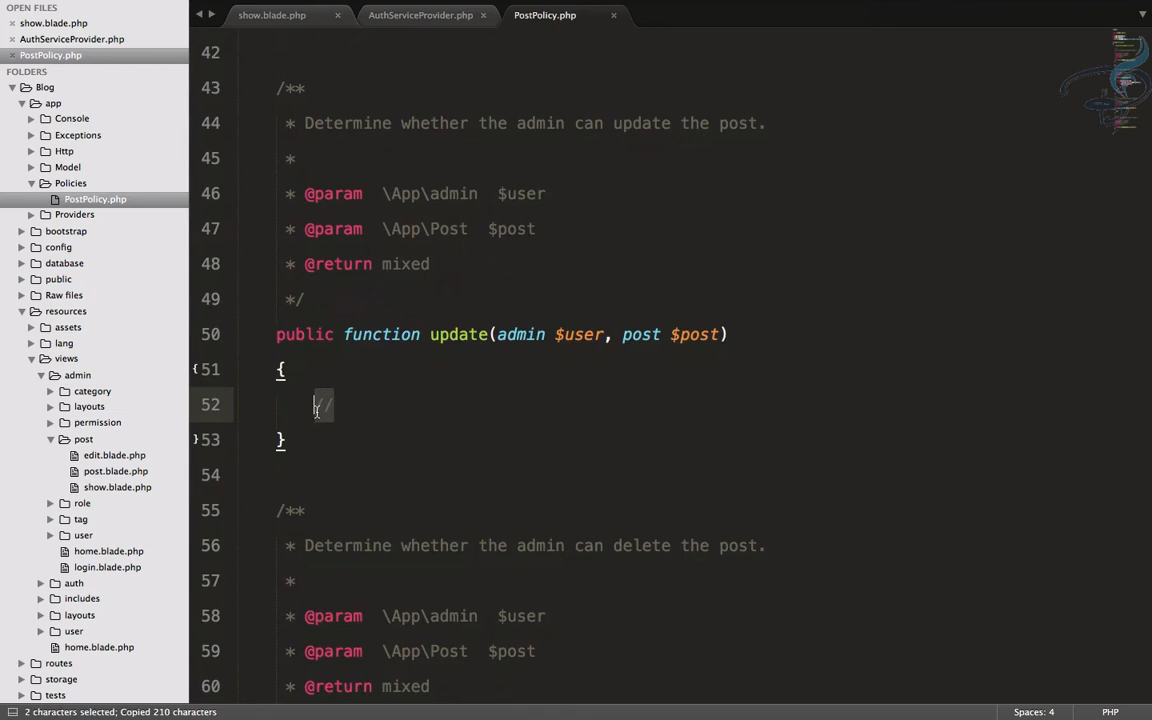 OPEN FILES
show.blade.php
AuthServiceProvider.php
PostPolicy.php
FOLDERS
Blog
app
Console
Exceptions
Http
Model
Policies
PostPolicy.php
Providers
bootstrap
config
database
public
Raw files
resources
assets
lang
views
admin
category
layouts
permission
post
edit.blade.php
post.blade.php
show.blade.php
role
tag
user
home.blade.php
login.blade.php
auth
includes
layouts
user
home.blade.php
routes
storage
tests
show.blade.php
AuthServiceProvider.php
PostPolicy.php
42
43 /**
44 * Determine whether the admin can update the post.
45 *
46 * @param \App\admin $user
47 * @param \App\Post $post
48 * @return mixed
49 */
50 public function update(admin $user, post $post)
51 {
52 //
53 }
54
55 /**
56 * Determine whether the admin can delete the post.
57 *
58 * @param \App\admin $user
59 * @param \App\Post $post
60 * @return mixed
2 characters selected; Copied 210 characters
Spaces: 4
PHP